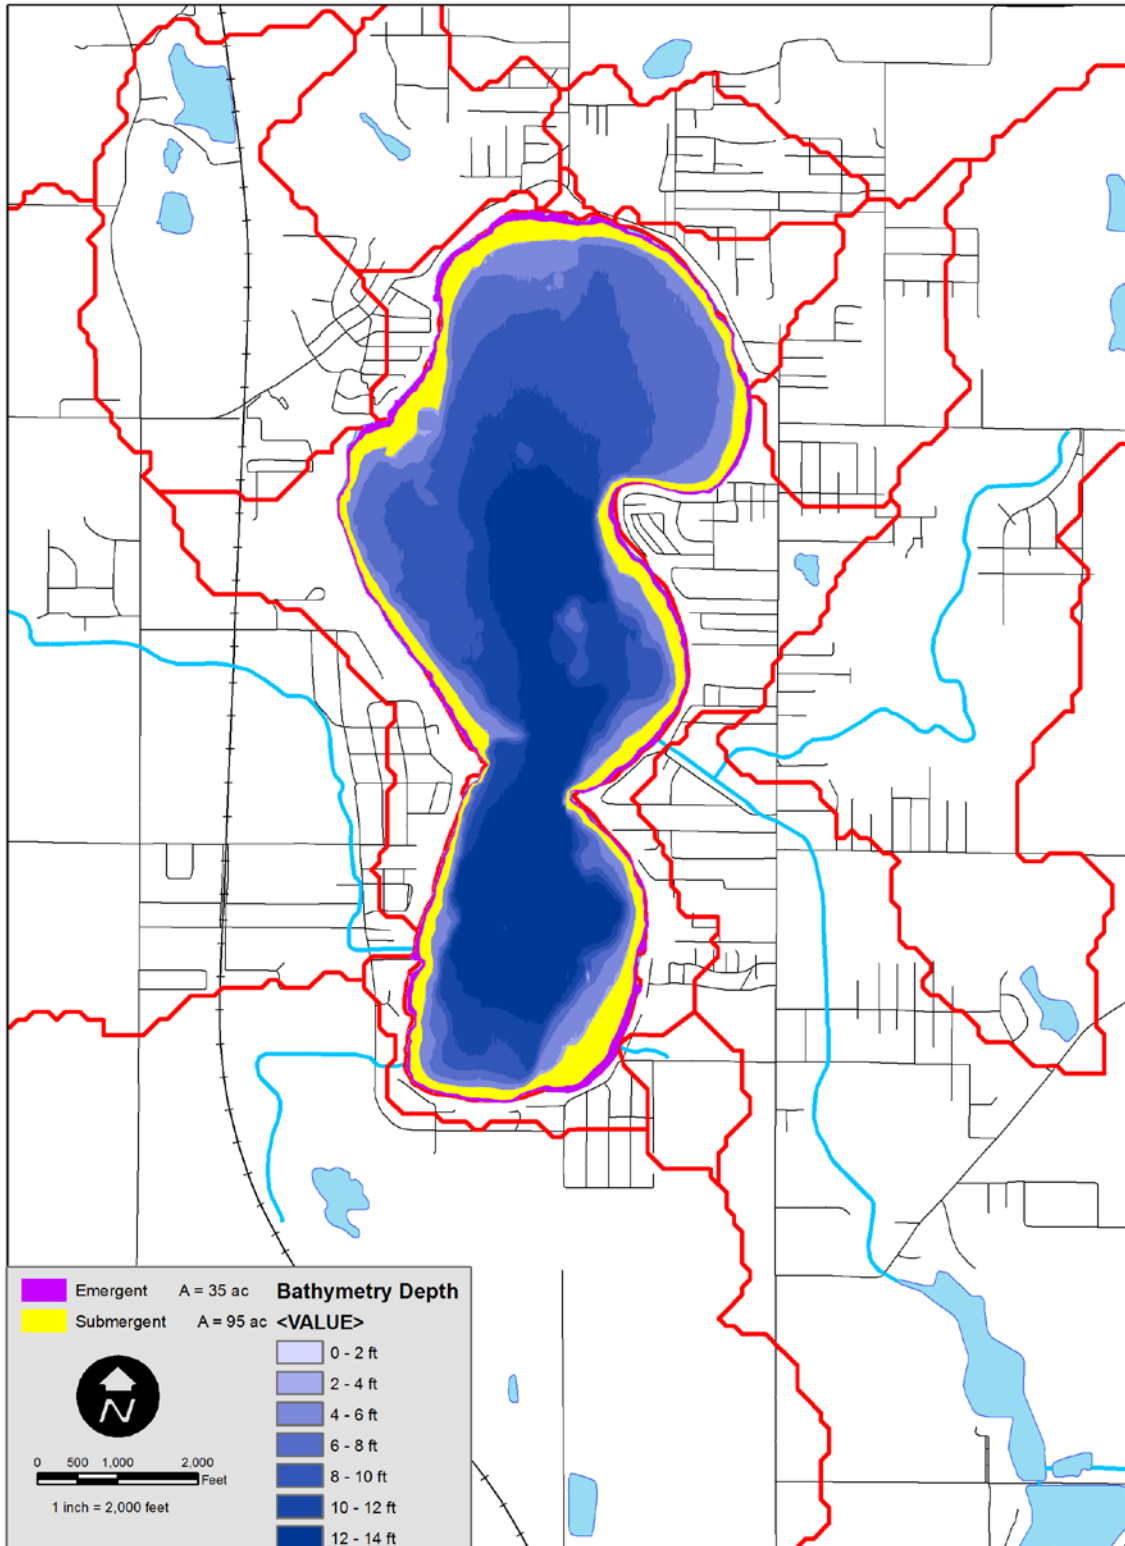 Emergent A = 35 ac
Submergent A = 95 ac
Bathymetry Depth
<VALUE>
0 - 2 ft
2 - 4 ft
4 - 6 ft
6 - 8 ft
8 - 10 ft
10 - 12 ft
12 - 14 ft
N
0 500 1,000 2,000
Feet
1 inch = 2,000 feet